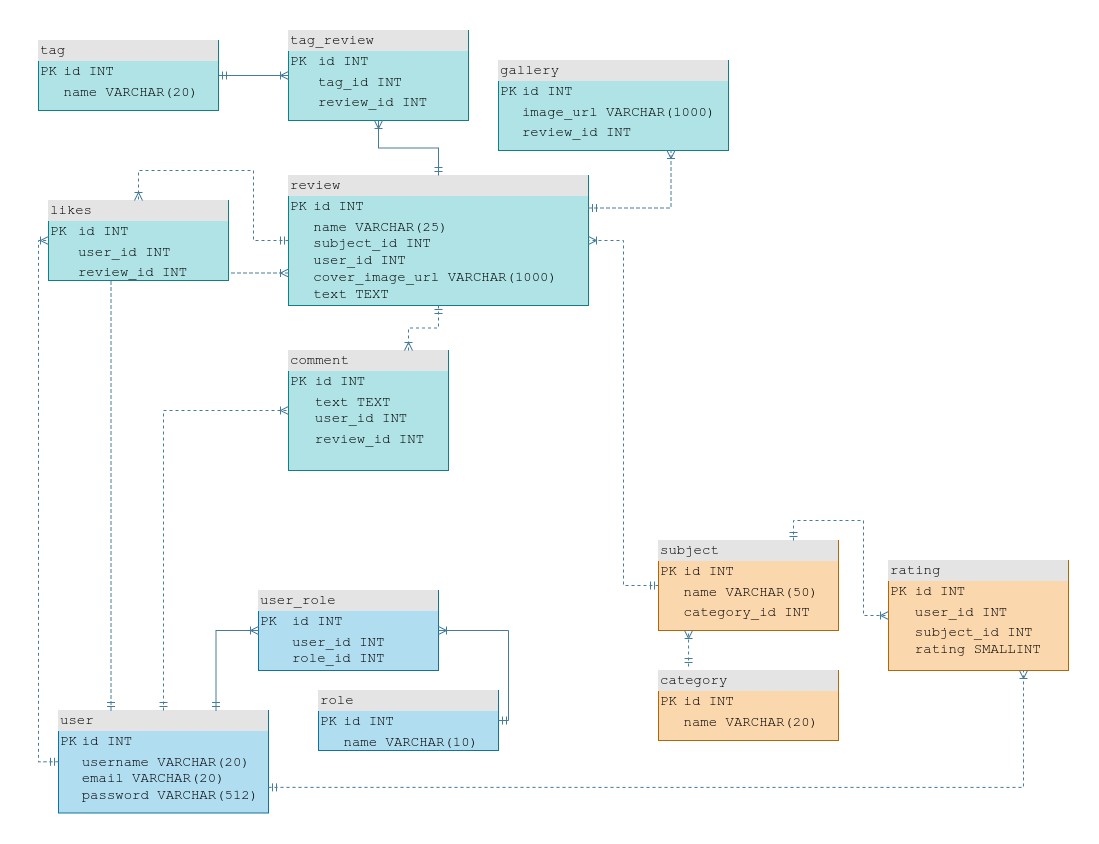 tag
PK id INT
name VARCHAR(20)
tag_review
PK id INT
tag_id INT
review_id INT
gallery
PK id INT
image_url VARCHAR(1000)
review_id INT
likes
PK id INT
user_id INT
review_id INT
review
PK id INT
name VARCHAR(25)
subject_id INT
user_id INT
cover_image_url VARCHAR(1000)
text TEXT
comment
PK id INT
text TEXT
user_id INT
review_id INT
subject
PK id INT
name VARCHAR(50)
category_id INT
rating
PK id INT
user_id INT
subject_id INT
rating SMALLINT
user_role
PK id INT
user_id INT
role_id INT
category
PK id INT
name VARCHAR(20)
role
PK id INT
name VARCHAR(10)
user
PK id INT
username VARCHAR(20)
email VARCHAR(20)
password VARCHAR(512)